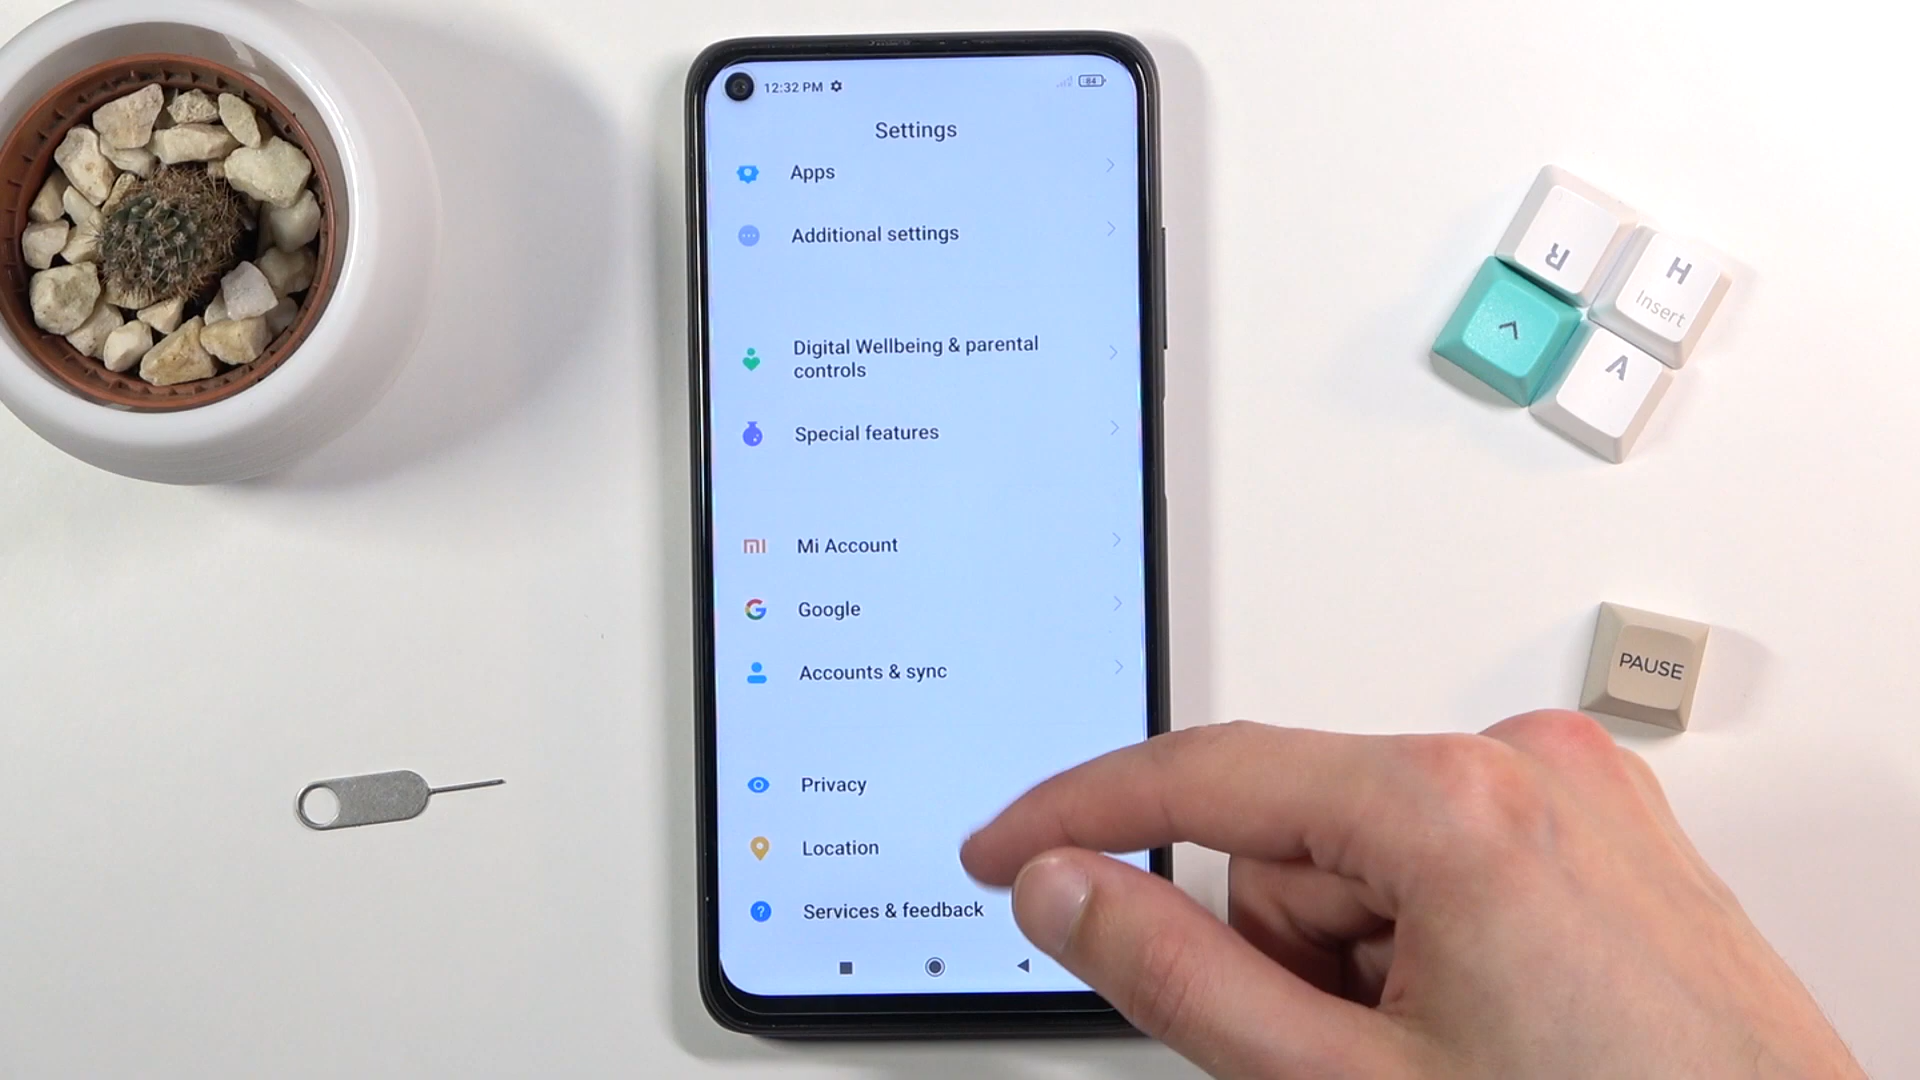 12:32 PM
84
Settings
Apps
Additional settings
Digital Wellbeing & parental
controls
Special features
Mi Account
Google
Accounts & sync
Privacy
Location
Services & feedback
R
H
Insert
A
PAUSE